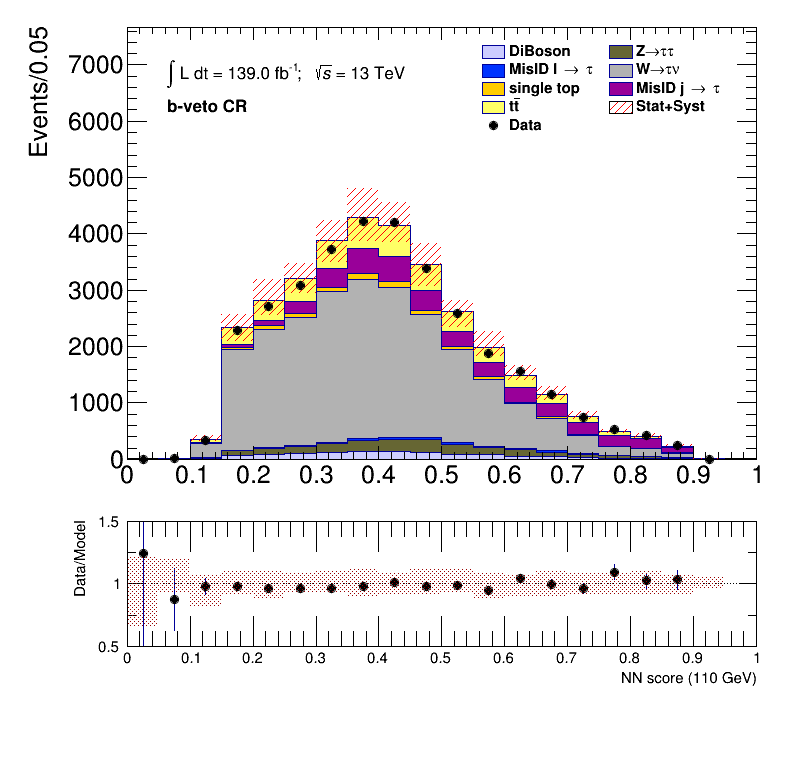 Events/0.05
7000
6000
5000
4000
3000
2000
1000
0
∫ L dt = 139.0 fb⁻¹; √s = 13 TeV
b-veto CR
DiBoson
MisID l → τ
single top
tt̄
Data
Z→ττ
W→τν
MisID j → τ
Stat+Syst
0 0.1 0.2 0.3 0.4 0.5 0.6 0.7 0.8 0.9 1
Data/Model
1.5
1
0.5
0 0.1 0.2 0.3 0.4 0.5 0.6 0.7 0.8 0.9 1
NN score (110 GeV)